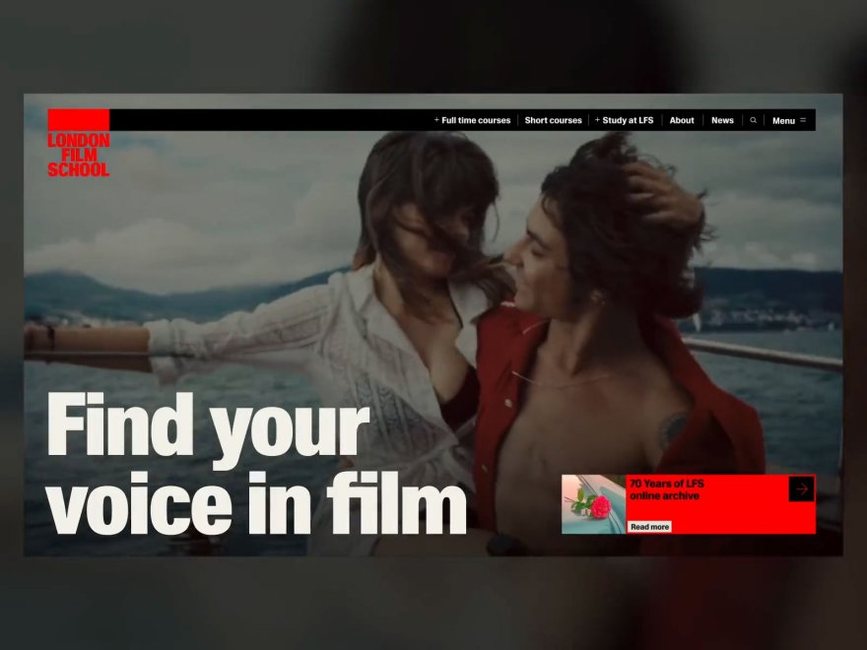 + Full time courses
Short courses
+ Study at LFS
About
News
Menu
LONDON
FILM
SCHOOL
Find your
voice in film
70 Years of LFS
online archive
Read more